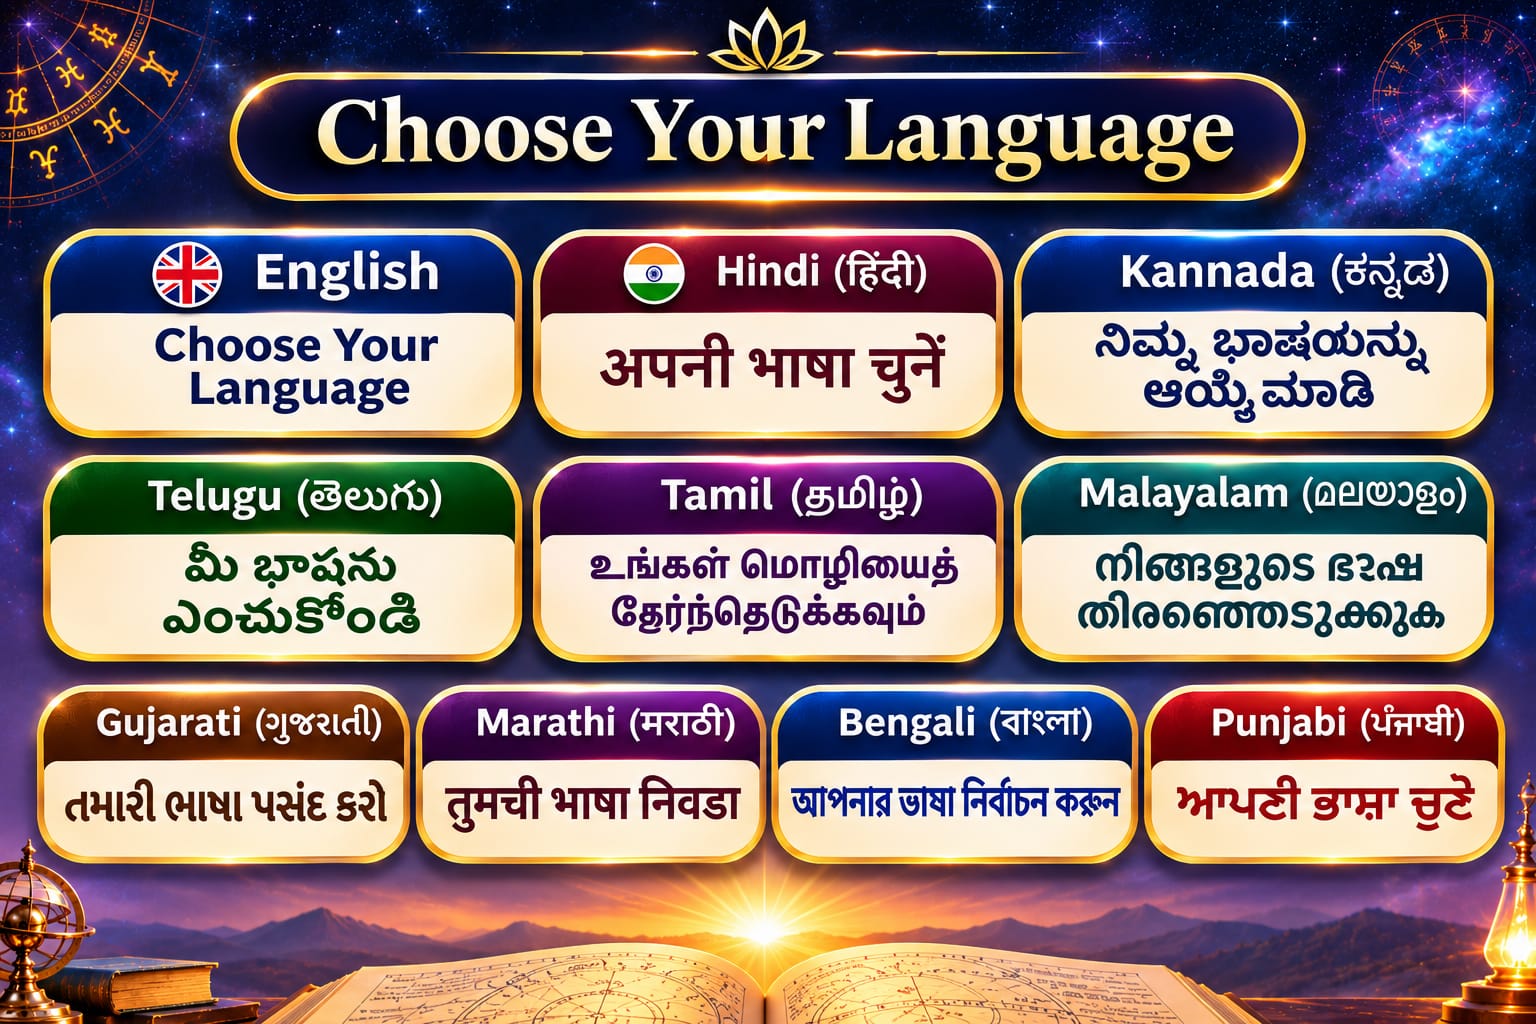 Choose Your Language
English
Choose Your
Language
Hindi (हिंदी)
अपनी भाषा चुनें
Kannada (ಕನ್ನಡ)
ನಿಮ್ನ ಭಾಷೆಯನ್ನು
ಮಾಡಿ
Telugu (తెలుగు)
మీ భాషను
ఎంచుకోండి
Tamil (தமிழ்)
உங்கள் மொழியைத்
தேர்ந்தெடுக்கவும்
Malayalam (മലയാളം)
നിങ്ങളുടെ
തിരഞ്ഞെടുക്കുക
Gujarati (ગુજરાતી)
તમારી ભાષા પસંદ કરો
Marathi (मराठी)
तुमची भाषा निवडा
Bengali (বাংলা)
আপনার ভাষা নির্বাচন করুন
Punjabi (ਪੰਜਾਬੀ)
ਆਪਣੀ ਭਾਸ਼ਾ ਚੁਣੋ